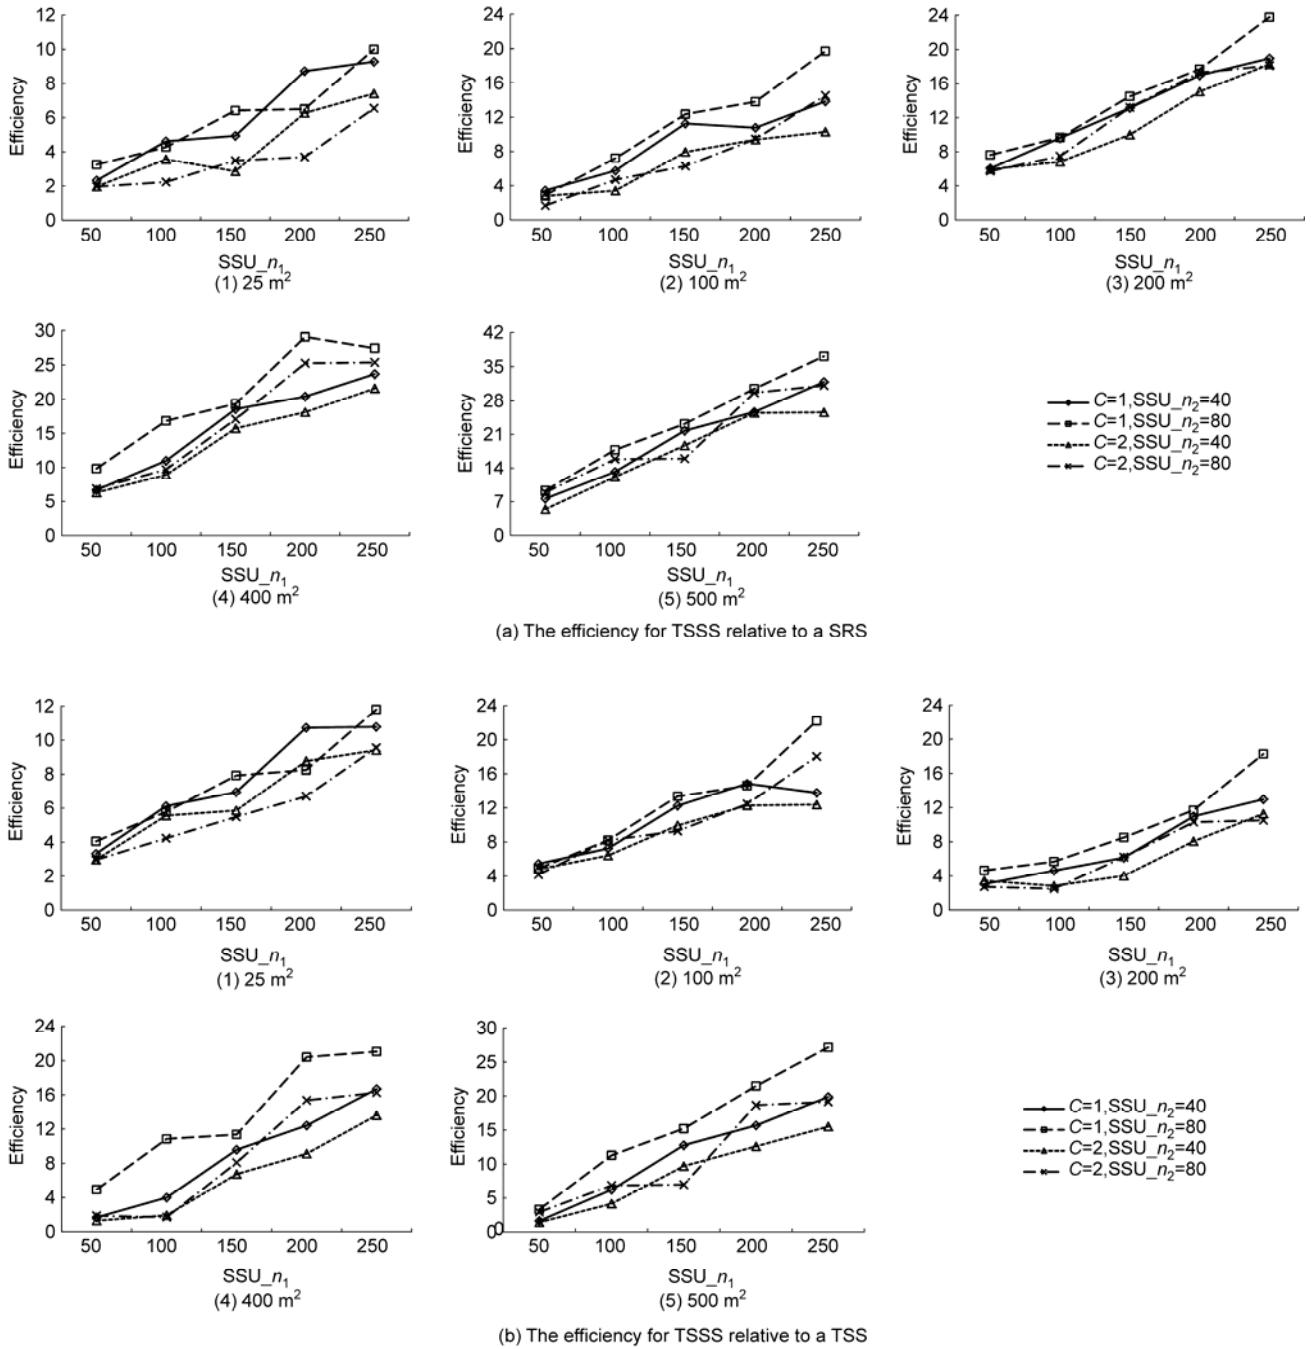 12
10
8
6
4
2
0
Efficiency
50 100 150 200 250
SSU_n1
(1) 25 m²
24
20
16
12
8
4
0
Efficiency
50 100 150 200 250
SSU_n1
(2) 100 m²
24
20
16
12
8
4
0
Efficiency
50 100 150 200 250
SSU_n1
(3) 200 m²
30
25
20
15
10
5
0
Efficiency
50 100 150 200 250
SSU_n1
(4) 400 m²
42
35
28
21
14
7
0
Efficiency
50 100 150 200 250
SSU_n1
(5) 500 m²
C=1,SSU_n2=40
C=1,SSU_n2=80
C=2,SSU_n2=40
C=2,SSU_n2=80
(a) The efficiency for TSSS relative to a SRS
12
10
8
6
4
2
0
Efficiency
50 100 150 200 250
SSU_n1
(1) 25 m²
24
20
16
12
8
4
0
Efficiency
50 100 150 200 250
SSU_n1
(2) 100 m²
24
20
16
12
8
4
0
Efficiency
50 100 150 200 250
SSU_n1
(3) 200 m²
24
20
16
12
8
4
0
Efficiency
50 100 150 200 250
SSU_n1
(4) 400 m²
30
25
20
15
10
5
0
Efficiency
50 100 150 200 250
SSU_n1
(5) 500 m²
C=1,SSU_n2=40
C=1,SSU_n2=80
C=2,SSU_n2=40
C=2,SSU_n2=80
(b) The efficiency for TSSS relative to a TSS